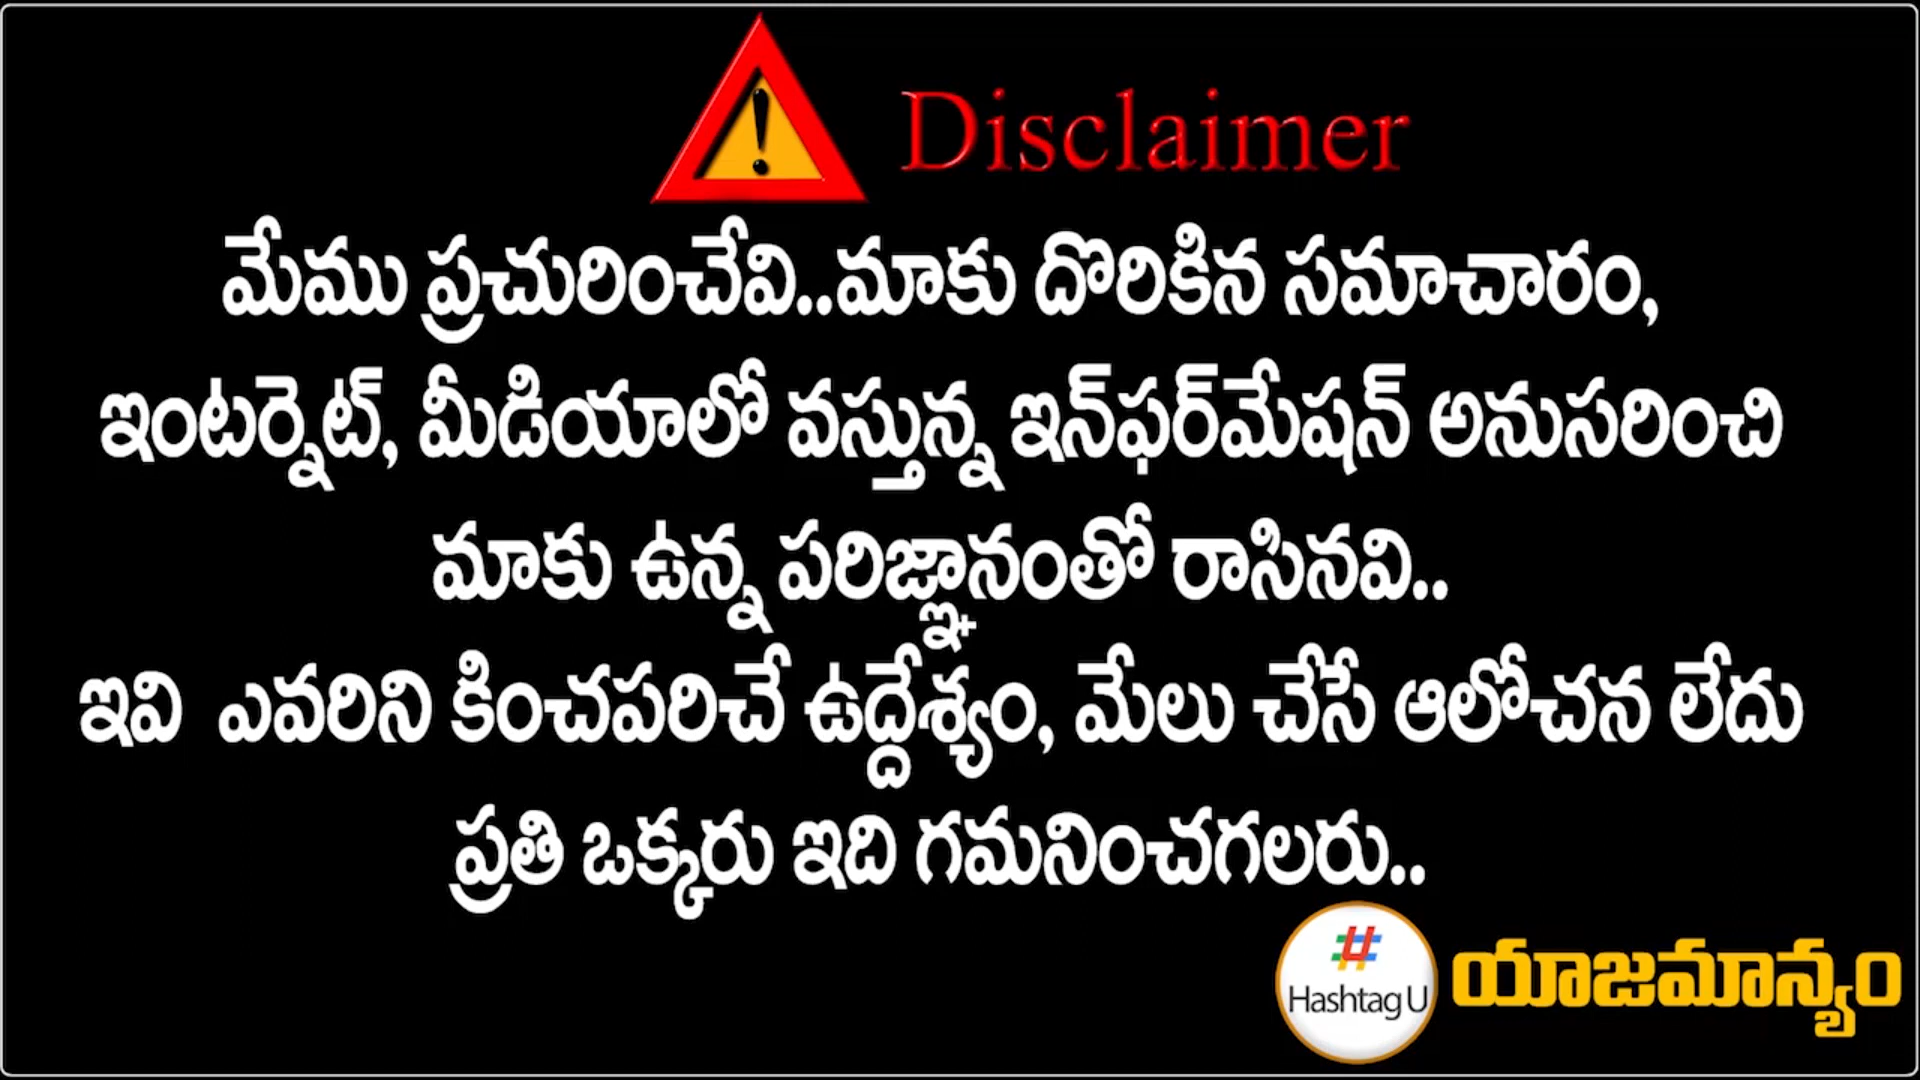 Disclaimer
మేము ప్రచురించేవి..మాకు దొరికిన సమాచారం,
ఇంటర్నెట్, మీడియాలో వస్తున్న ఇన్‌ఫర్‌మేషన్ అనుసరించి
మాకు ఉన్న పరిజ్ఞానంతో రాసినవి..
ఇవి ఎవరిని కించపరిచే ఉద్దేశ్యం, మేలు చేసే ఆలోచన లేదు
ప్రతి ఒక్కరు ఇది గమనించగలరు..
Hashtag U
యాజమాన్యం